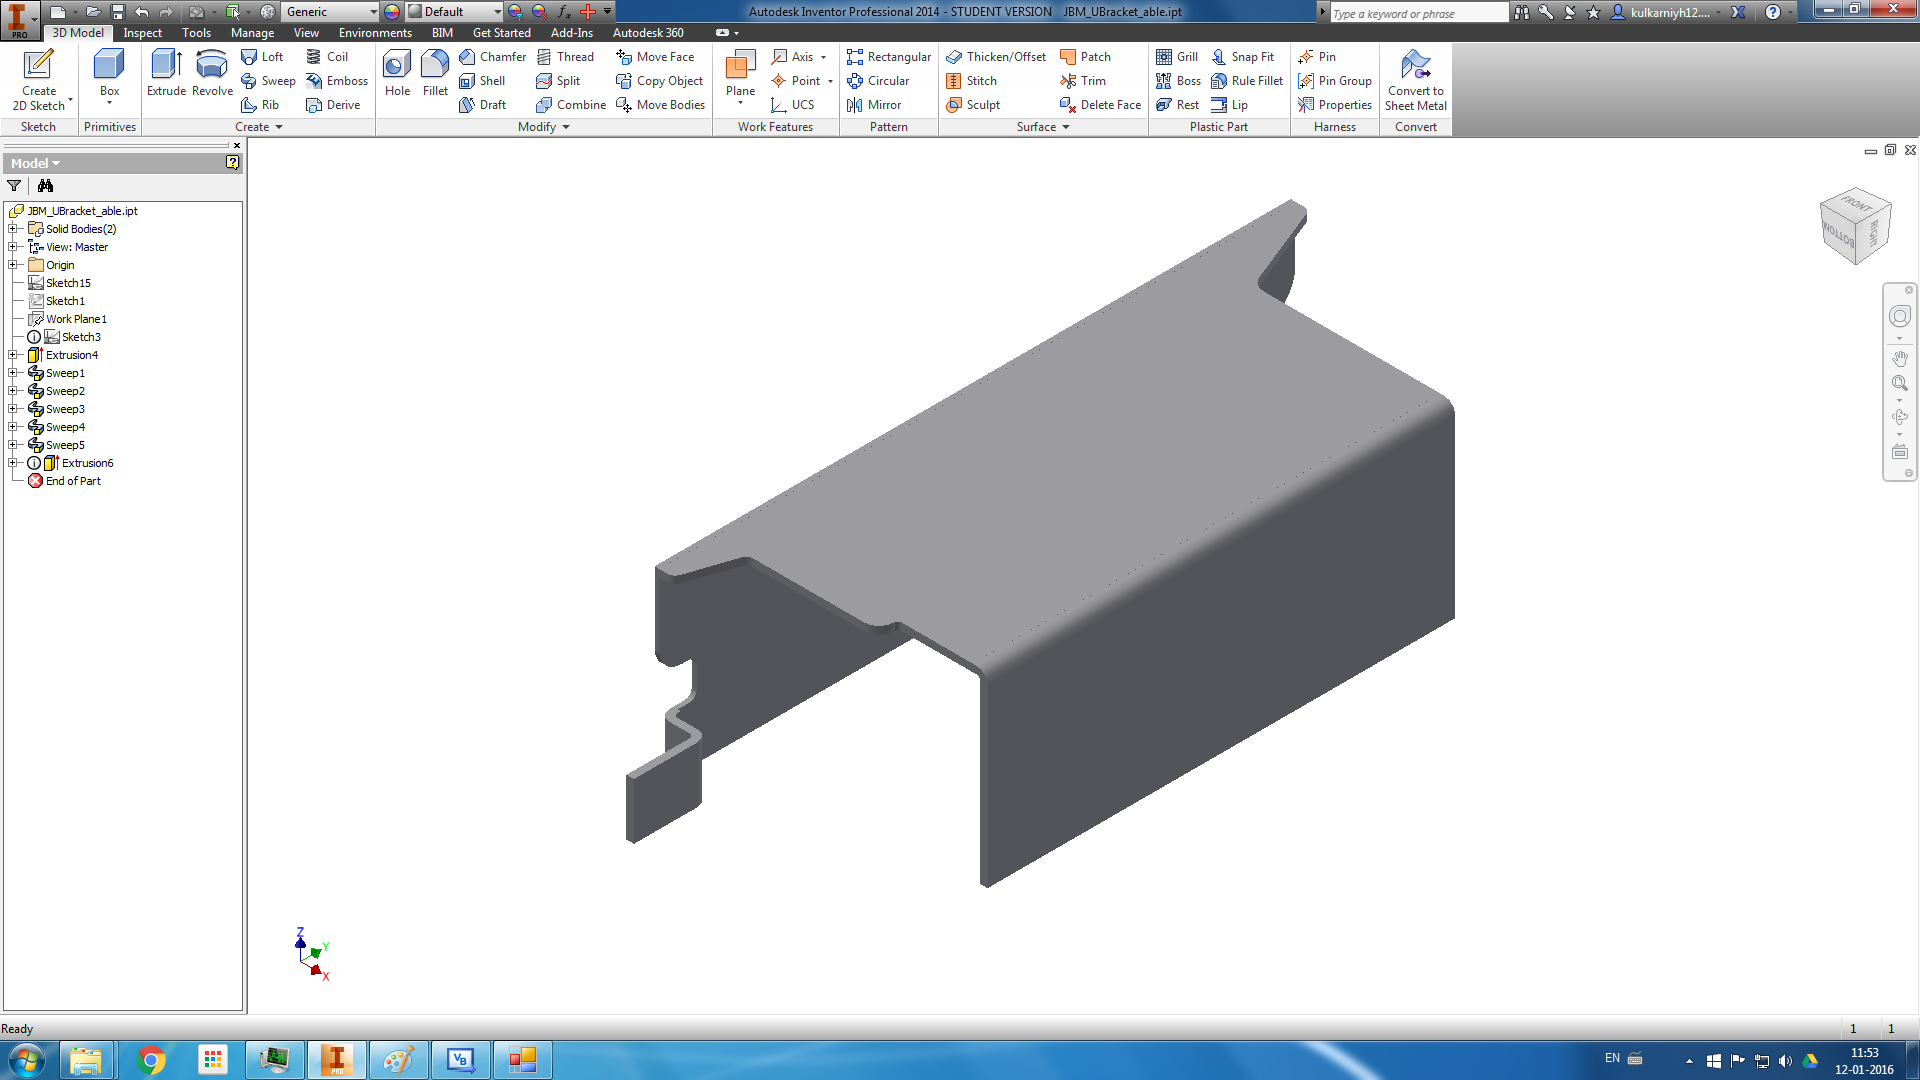 Generic
Default
Autodesk Inventor Professional 2014 - STUDENT VERSION JBM_UBracket_able.ipt
Type a keyword or phrase
kulkarniyh12....
PRO
3D Model Inspect Tools Manage View Environments BIM Get Started Add-Ins Autodesk 360
Create
2D Sketch
Box
Extrude
Revolve
Loft
Sweep
Rib
Coil
Emboss
Derive
Hole
Fillet
Chamfer
Shell
Draft
Thread
Split
Combine
Move Face
Copy Object
Move Bodies
Plane
Axis
Point
UCS
Rectangular
Circular
Mirror
Thicken/Offset
Stitch
Sculpt
Patch
Trim
Delete Face
Grill
Boss
Rest
Snap Fit
Rule Fillet
Lip
Pin
Pin Group
Properties
Convert to
Sheet Metal
Sketch
Primitives
Create
Modify
Work Features
Pattern
Surface
Plastic Part
Harness
Convert
Model
JBM_UBracket_able.ipt
Solid Bodies(2)
View: Master
Origin
Sketch15
Sketch1
Work Plane1
Sketch3
Extrusion4
Sweep1
Sweep2
Sweep3
Sweep4
Sweep5
Extrusion6
End of Part
FRONT
BOTTOM
RIGHT
Z
Y
X
Ready
1 1
PRO
VB
EN
11:53
12-01-2016